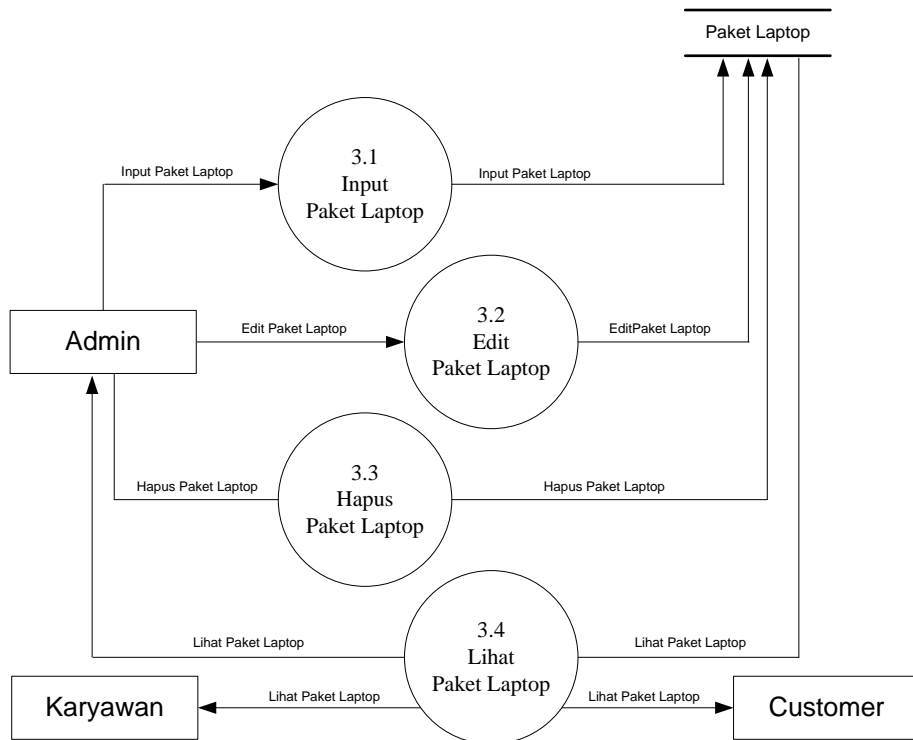 Paket Laptop
3.1
Input
Paket Laptop
Input Paket Laptop
Input Paket Laptop
Admin
Edit Paket Laptop
3.2
Edit
Paket Laptop
EditPaket Laptop
Hapus Paket Laptop
3.3
Hapus
Paket Laptop
Hapus Paket Laptop
Lihat Paket Laptop
3.4
Lihat
Paket Laptop
Lihat Paket Laptop
Karyawan
Lihat Paket Laptop
Lihat Paket Laptop
Customer